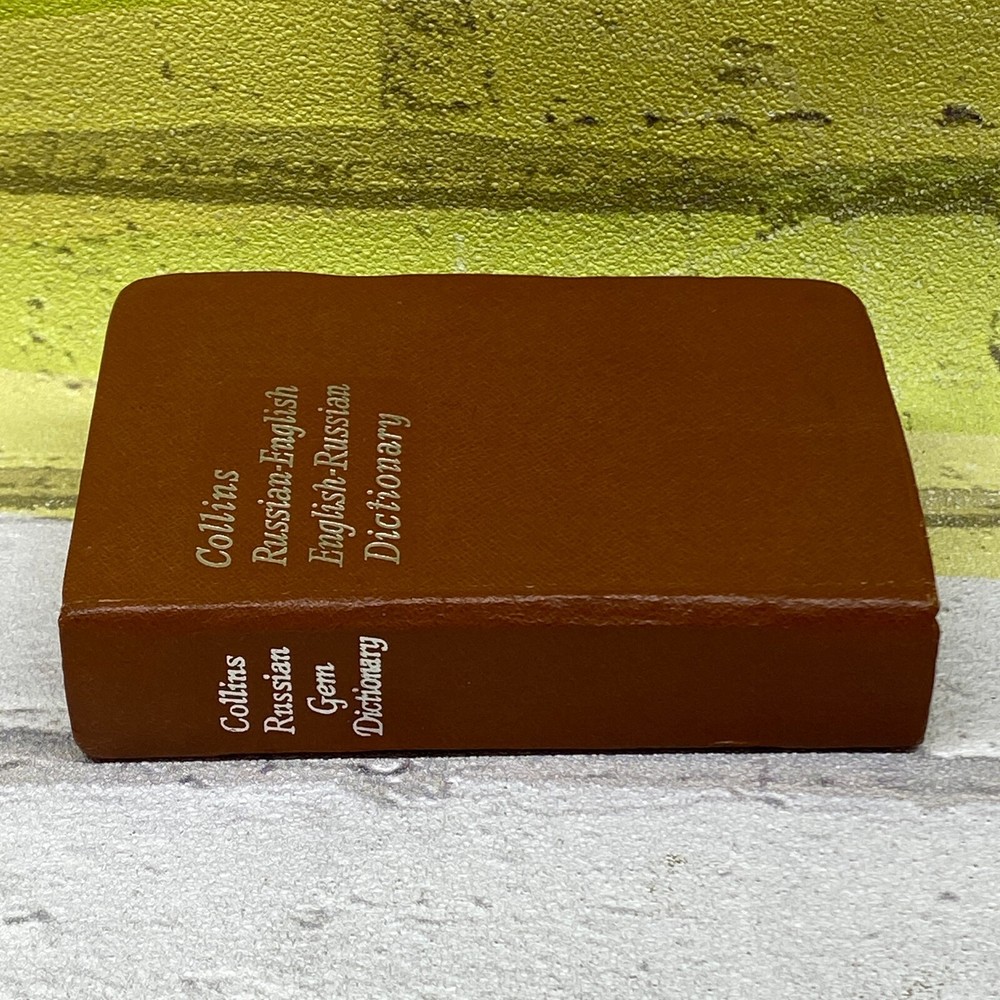 Collins
Russian-English
English-Russian
Dictionary
Collins
Russian
Gem
Dictionary